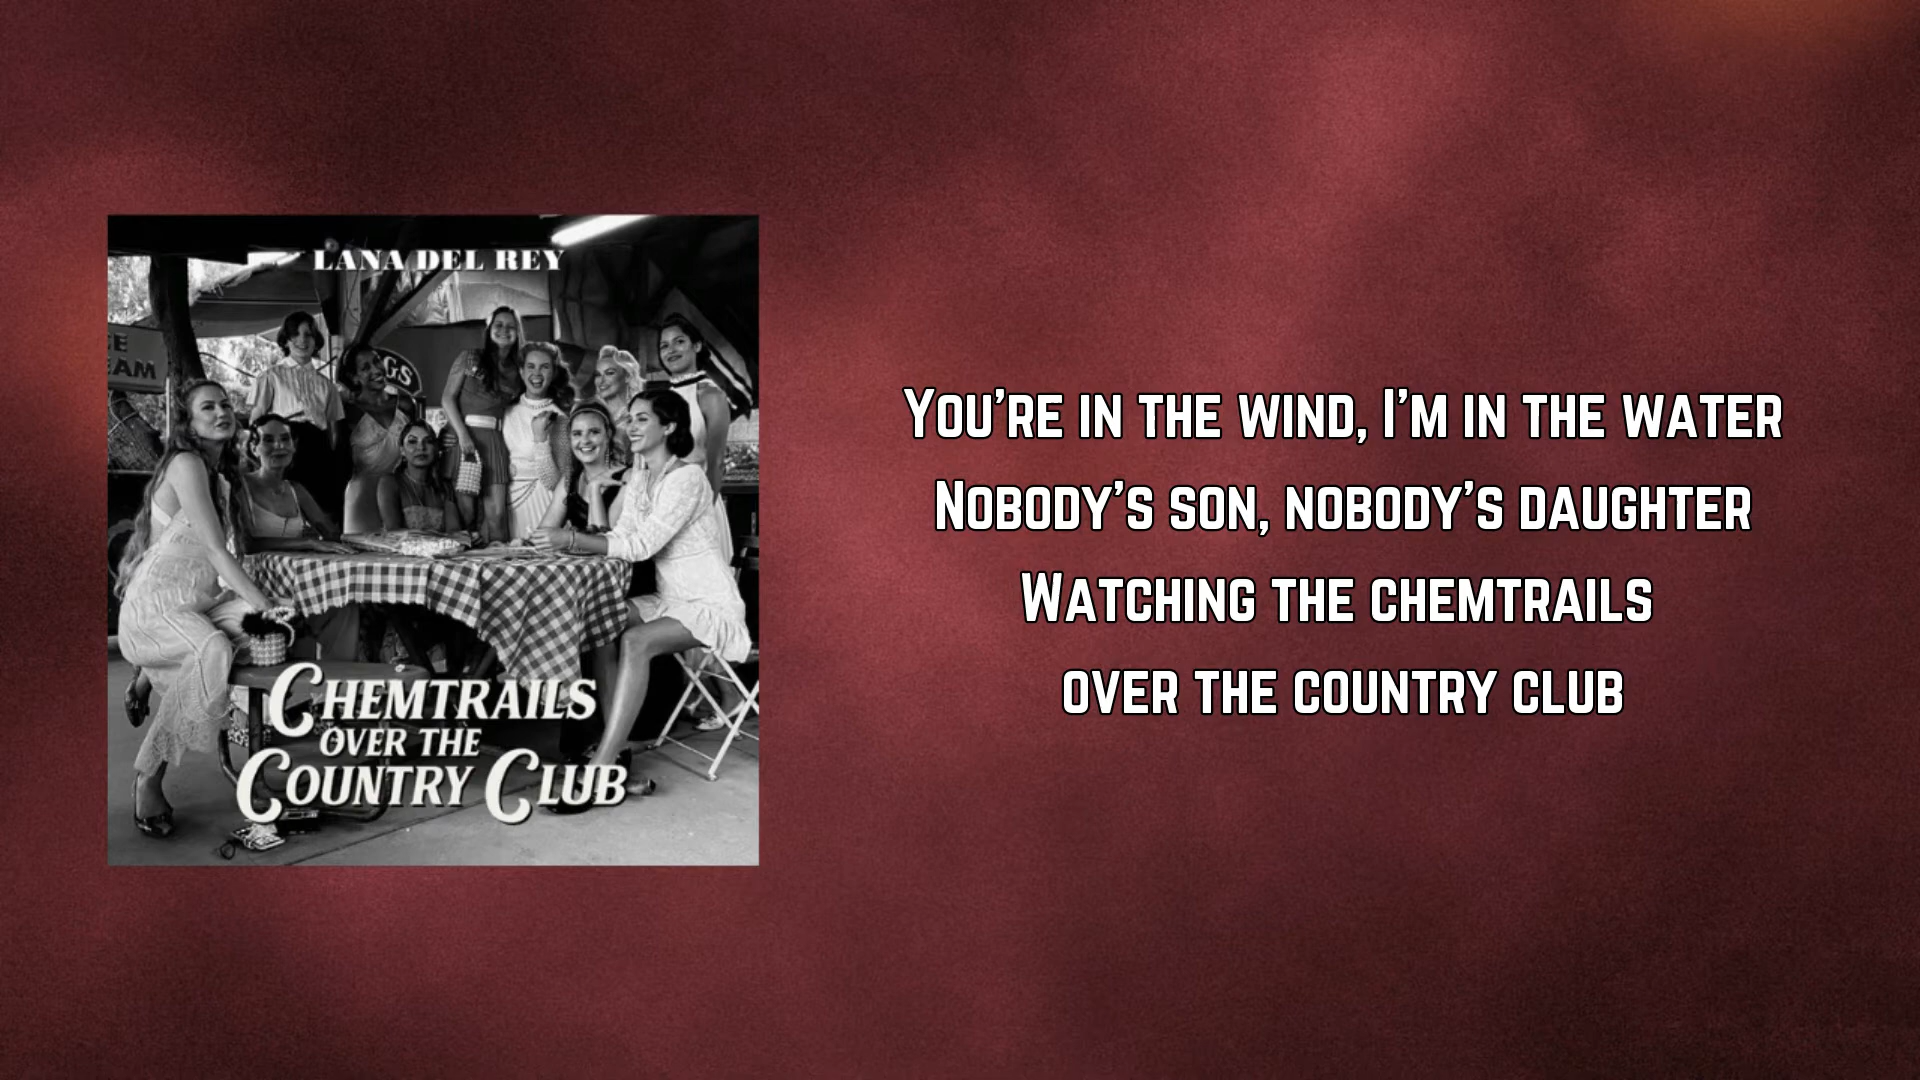 LANA DEL REY
CHEMTRAILS
OVER THE
COUNTRY CLUB
YOU'RE IN THE WIND, I'M IN THE WATER
NOBODY'S SON, NOBODY'S DAUGHTER
WATCHING THE CHEMTRAILS
OVER THE COUNTRY CLUB